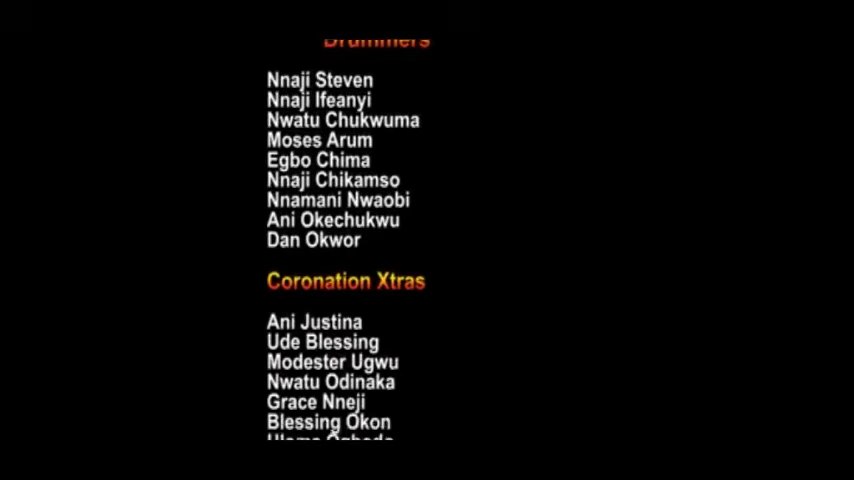 Drummers
Nnaji Steven
Nnaji Ifeanyi
Nwatu Chukwuma
Moses Arum
Egbo Chima
Nnaji Chikamso
Nnamani Nwaobi
Ani Okechukwu
Dan Okwor
Coronation Xtras
Ani Justina
Ude Blessing
Modester Ugwu
Nwatu Odinaka
Grace Nneji
Blessing Okon